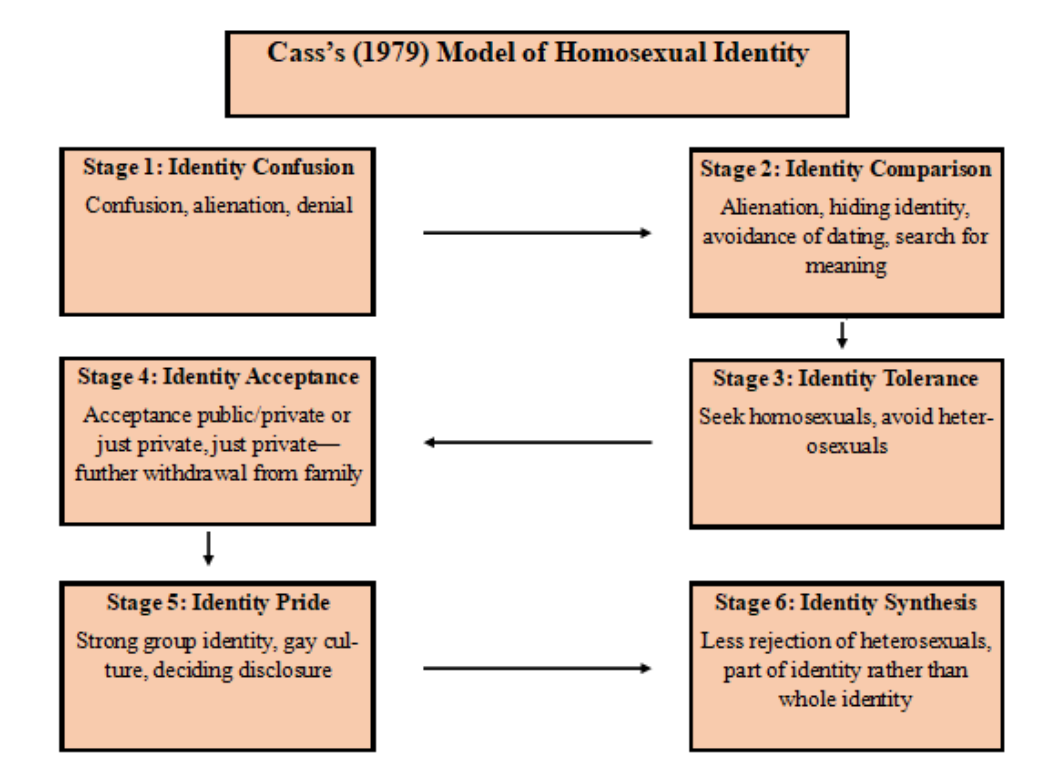 Cass's (1979) Model of Homosexual Identity
Stage 1: Identity Confusion
Confusion, alienation, denial
Stage 2: Identity Comparison
Alienation, hiding identity,
avoidance of dating, search for
meaning
Stage 3: Identity Tolerance
Seek homosexuals, avoid heter-
osexuals
Stage 4: Identity Acceptance
Acceptance public/private or
just private, just private—
further withdrawal from family
Stage 5: Identity Pride
Strong group identity, gay cul-
ture, deciding disclosure
Stage 6: Identity Synthesis
Less rejection of heterosexuals,
part of identity rather than
whole identity